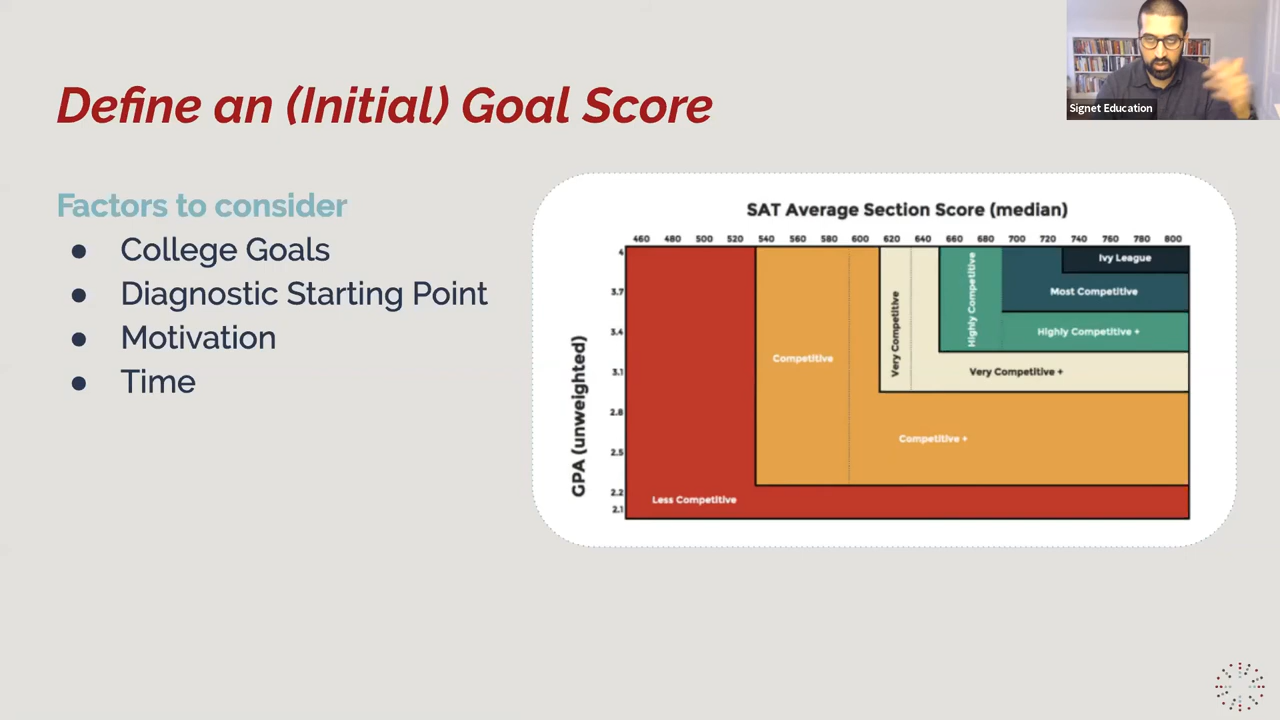 Define an (Initial) Goal Score
Signet Education
Factors to consider
● College Goals
● Diagnostic Starting Point
● Motivation
● Time
SAT Average Section Score (median)
460 480 500 520 540 560 580 600 620 640 660 680 700 720 740 760 780 800
GPA (unweighted)
4
3.7
3.4
3.1
2.8
2.5
2.2
2.1
Ivy League
Most Competitive
Highly Competitive
Highly Competitive +
Very Competitive
Very Competitive +
Competitive
Competitive +
Less Competitive